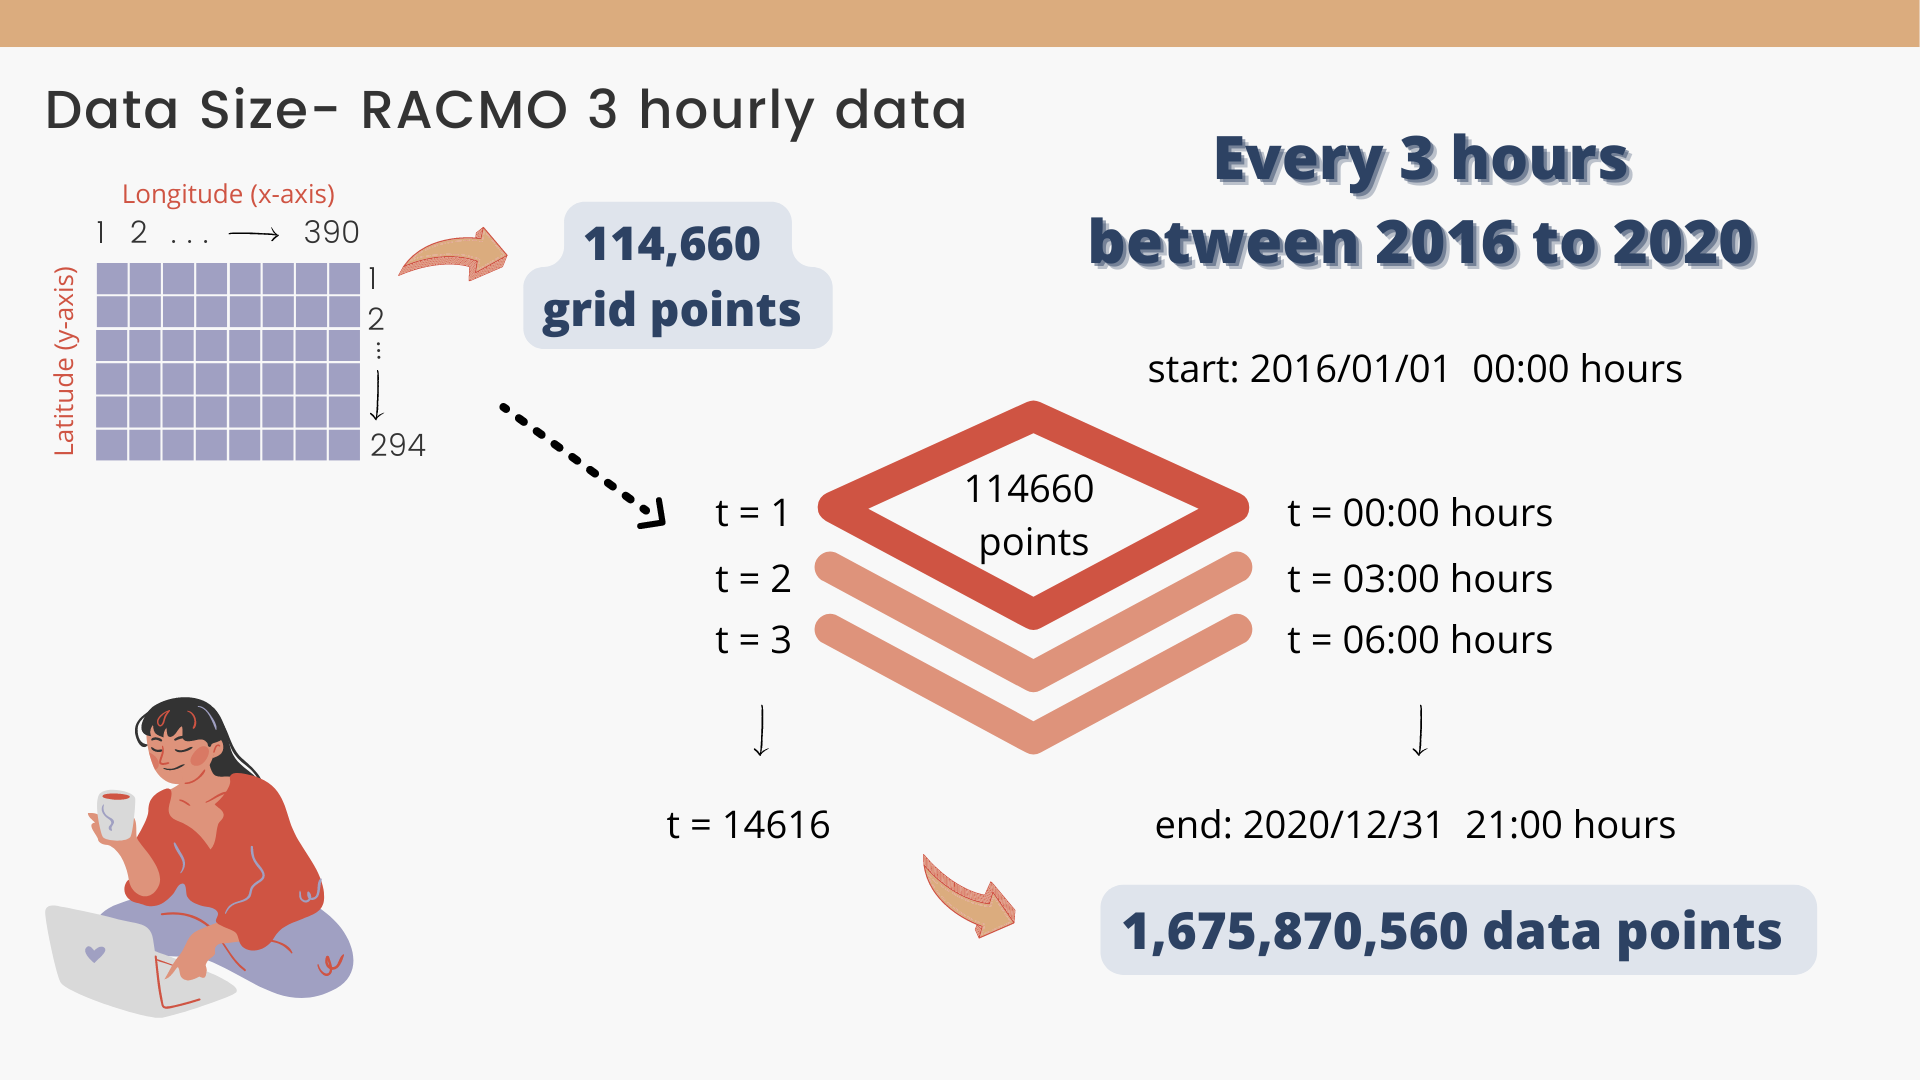 Data Size- RACMO 3 hourly data
Every 3 hours
between 2016 to 2020
Longitude (x-axis)
1 2 ... 390
Latitude (y-axis)
1
2
...
294
114,660
grid points
start: 2016/01/01 00:00 hours
114660
points
t = 1
t = 00:00 hours
t = 2
t = 03:00 hours
t = 3
t = 06:00 hours
t = 14616
end: 2020/12/31 21:00 hours
1,675,870,560 data points